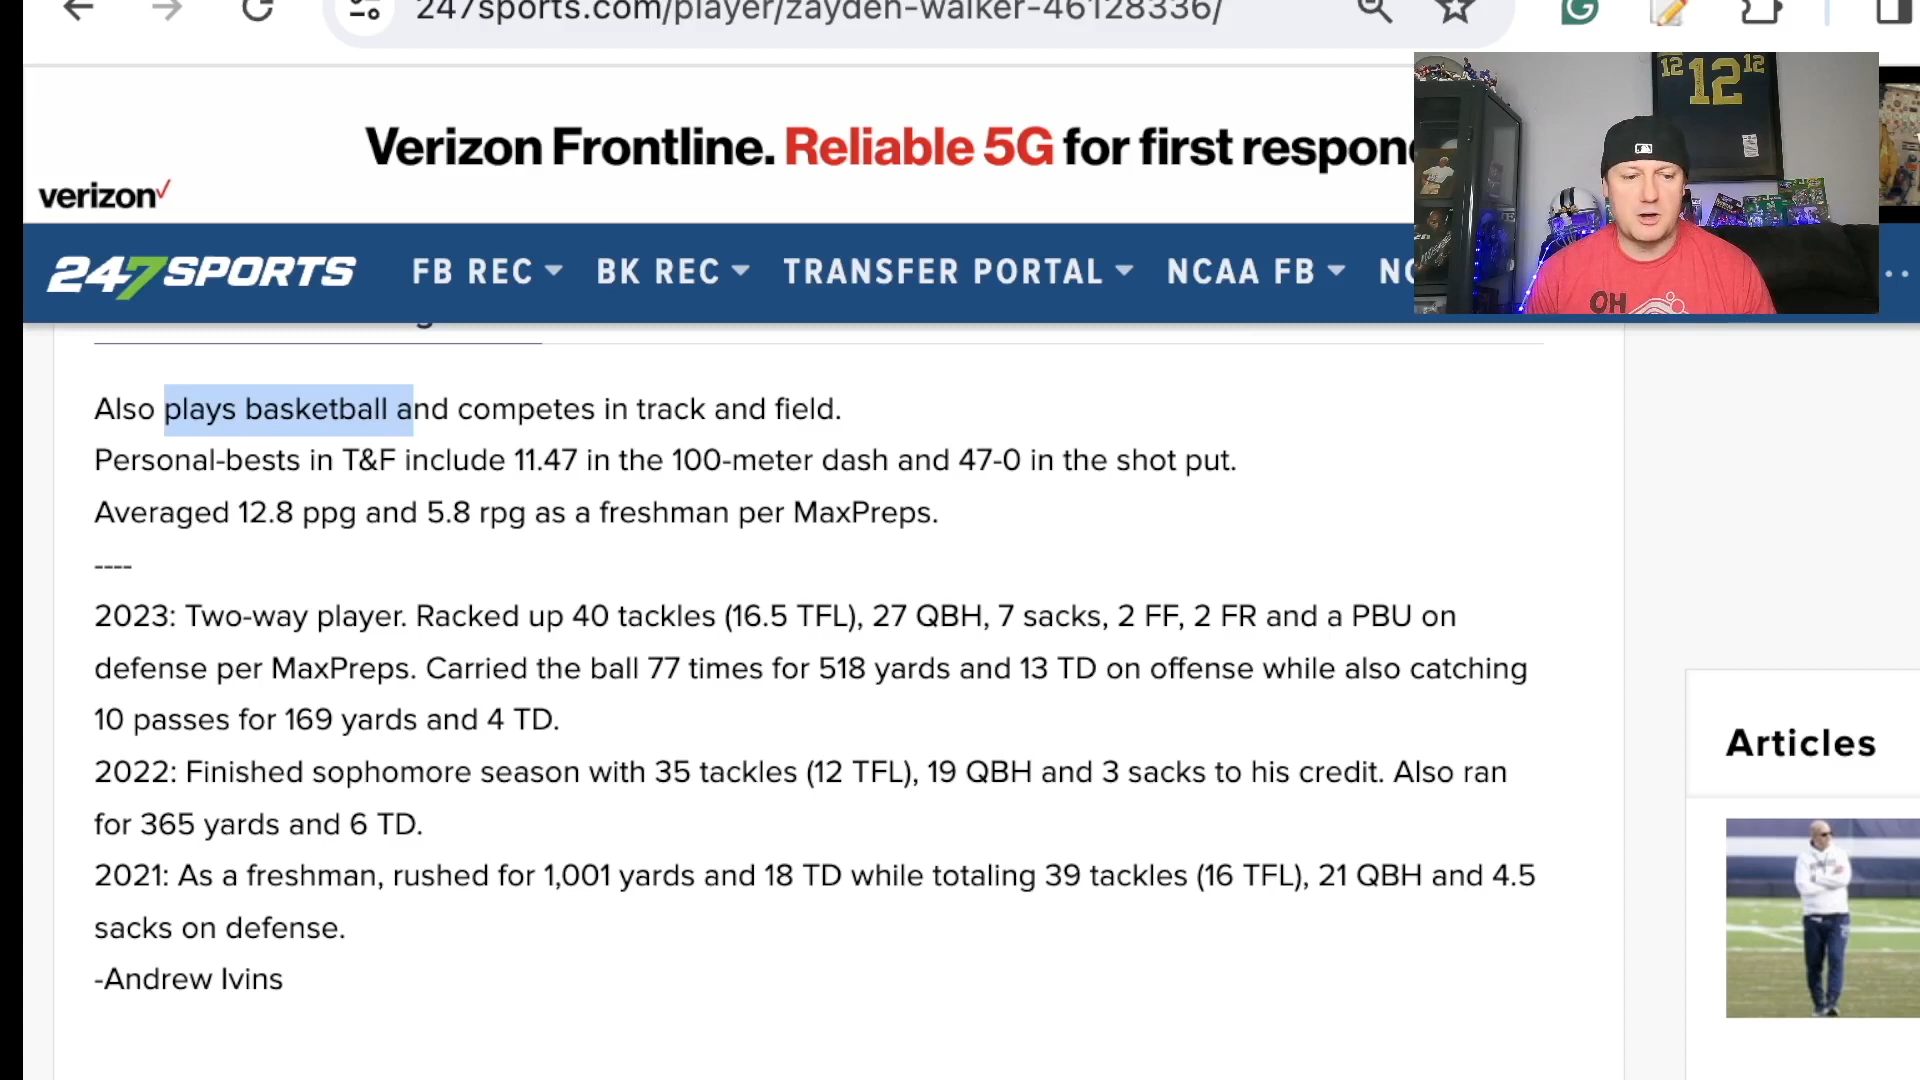 247sports.com/player/zayden-walker-46128336/
Verizon Frontline. Reliable 5G for first respon
verizon
247SPORTS FB REC BK REC TRANSFER PORTAL NCAA FB NC
12 12 12
OH
Also plays basketball and competes in track and field.
Personal-bests in T&F include 11.47 in the 100-meter dash and 47-0 in the shot put.
Averaged 12.8 ppg and 5.8 rpg as a freshman per MaxPreps.
----
2023: Two-way player. Racked up 40 tackles (16.5 TFL), 27 QBH, 7 sacks, 2 FF, 2 FR and a PBU on
defense per MaxPreps. Carried the ball 77 times for 518 yards and 13 TD on offense while also catching
10 passes for 169 yards and 4 TD.
2022: Finished sophomore season with 35 tackles (12 TFL), 19 QBH and 3 sacks to his credit. Also ran
for 365 yards and 6 TD.
2021: As a freshman, rushed for 1,001 yards and 18 TD while totaling 39 tackles (16 TFL), 21 QBH and 4.5
sacks on defense.
-Andrew Ivins
Articles